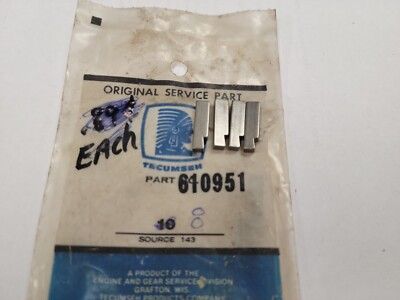 ORIGINAL SERVICE PART
EAch
TECUMSEH
PART 610951
10 8
SOURCE 143
A PRODUCT OF THE
ENGINE AND GEAR SERVICE DIVISION
GRAFTON, WIS.
TECUMSEH PRODUCTS COMPANY